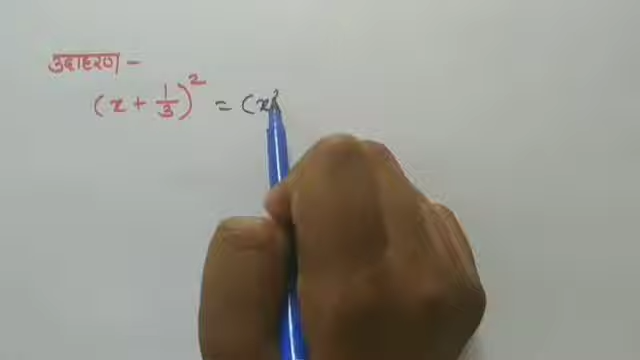 उदाहरण -
(x + 1/3)² = (x)